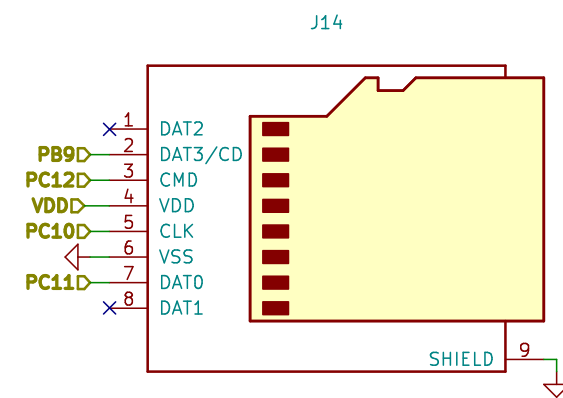 J14
1 DAT2
PB9 2 DAT3/CD
PC12 3 CMD
VDD 4 VDD
PC10 5 CLK
6 VSS
PC11 7 DAT0
8 DAT1
SHIELD 9